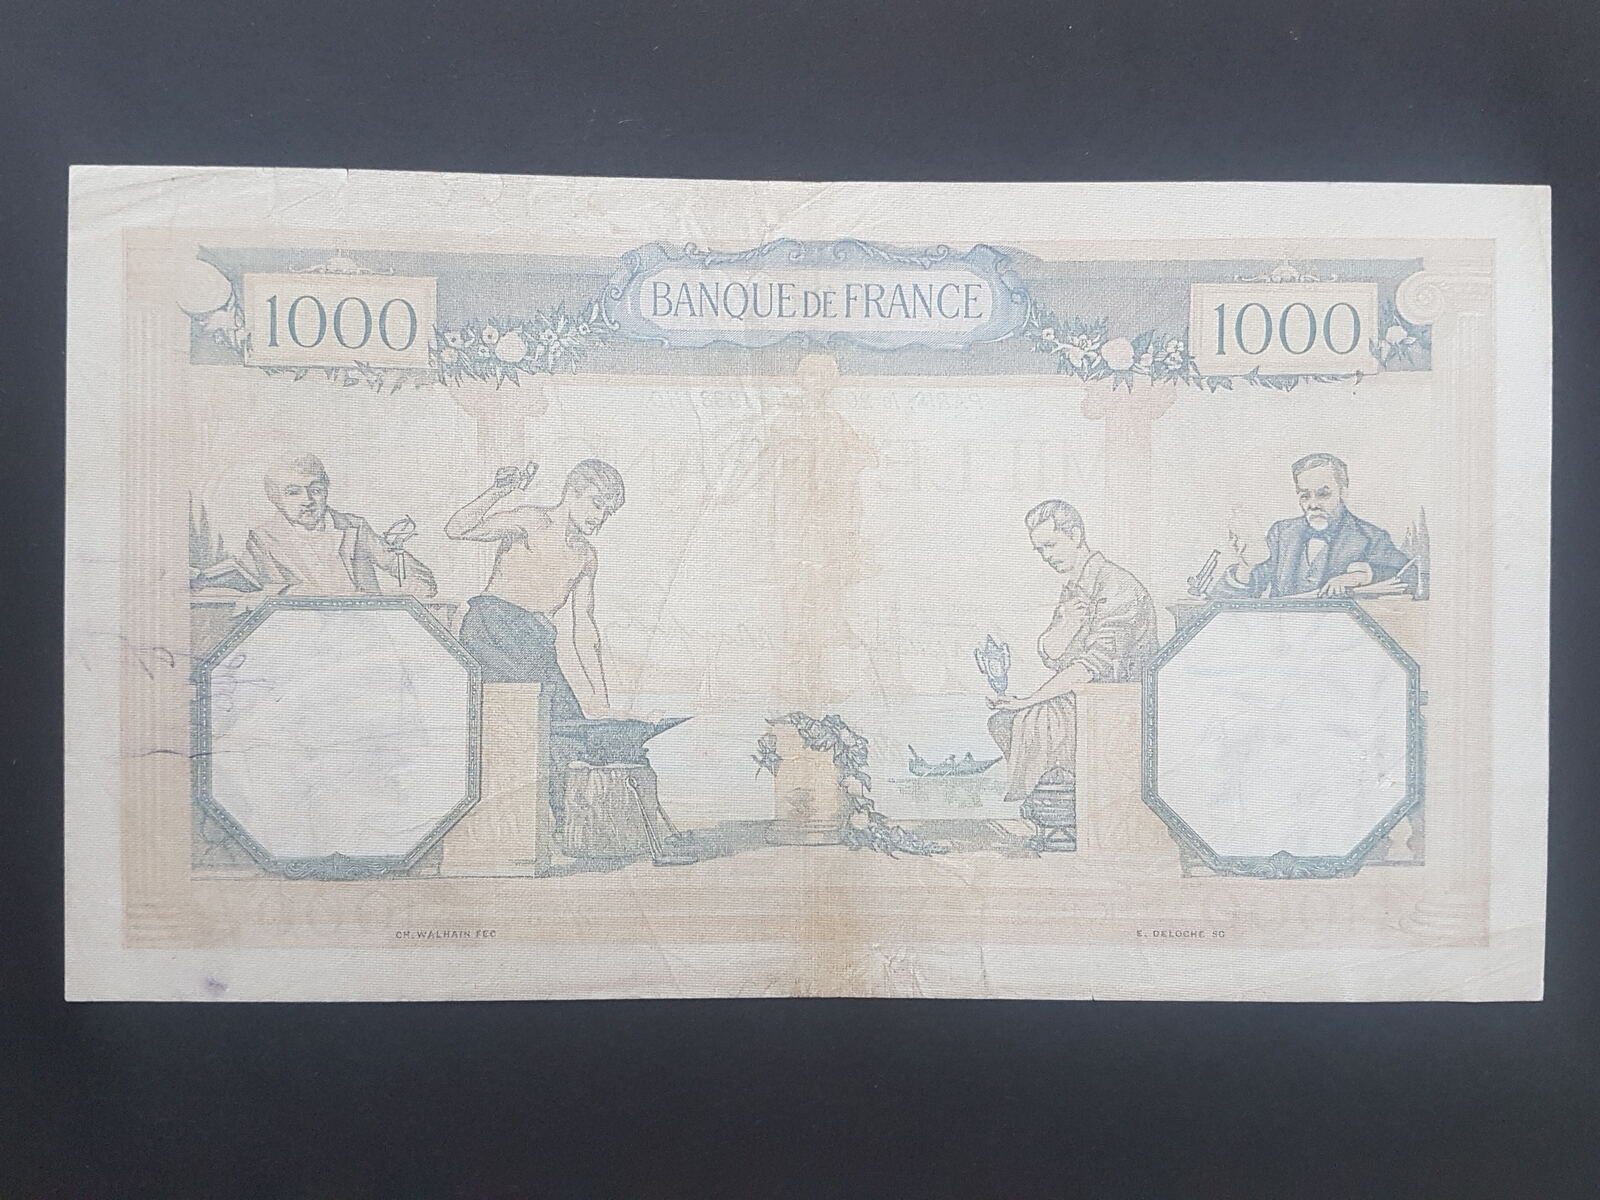 1000 BANQUE DE FRANCE 1000
CH. WALHAIN FEC E. DELOCHE SC